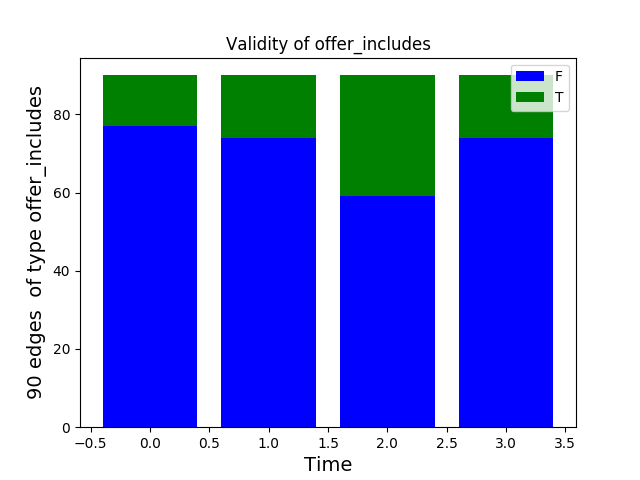 Validity of offer_includes
90 edges  of type offer_includes
80
60
40
20
0
F
T
−0.5 0.0 0.5 1.0 1.5 2.0 2.5 3.0 3.5
Time